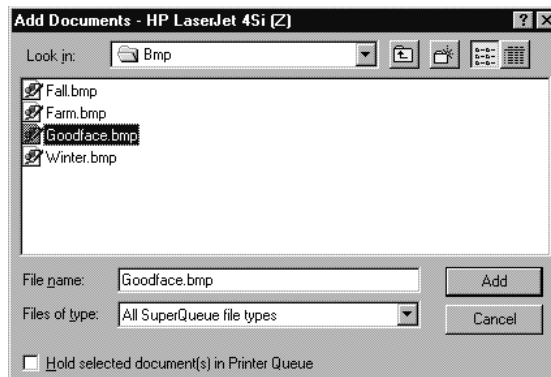 Add Documents - HP LaserJet 4Si (Z)
Look in: Bmp
Fall.bmp
Farm.bmp
Goodface.bmp
Winter.bmp
File name: Goodface.bmp Add
Files of type: All SuperQueue file types Cancel
Hold selected document(s) in Printer Queue